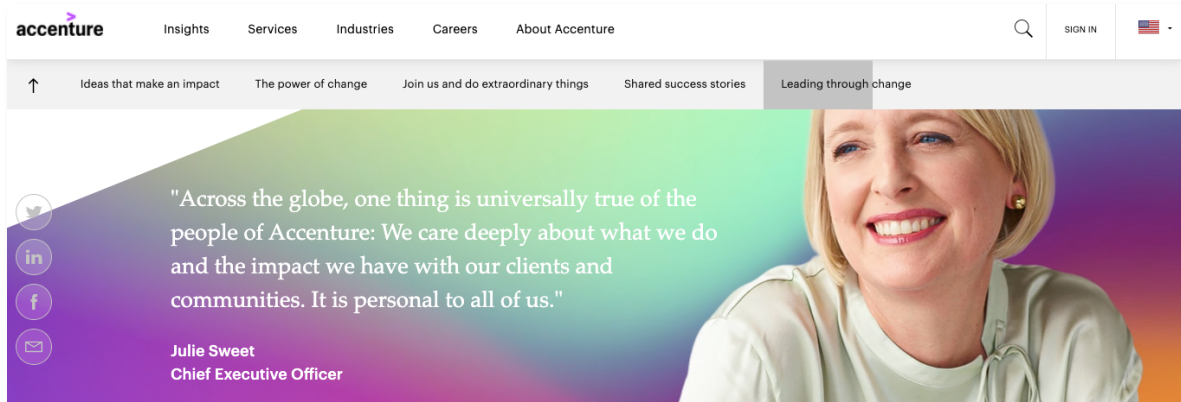 accenture
Insights Services Industries Careers About Accenture SIGN IN
Ideas that make an impact The power of change Join us and do extraordinary things Shared success stories Leading through change
"Across the globe, one thing is universally true of the
people of Accenture: We care deeply about what we do
and the impact we have with our clients and
communities. It is personal to all of us."
Julie Sweet
Chief Executive Officer